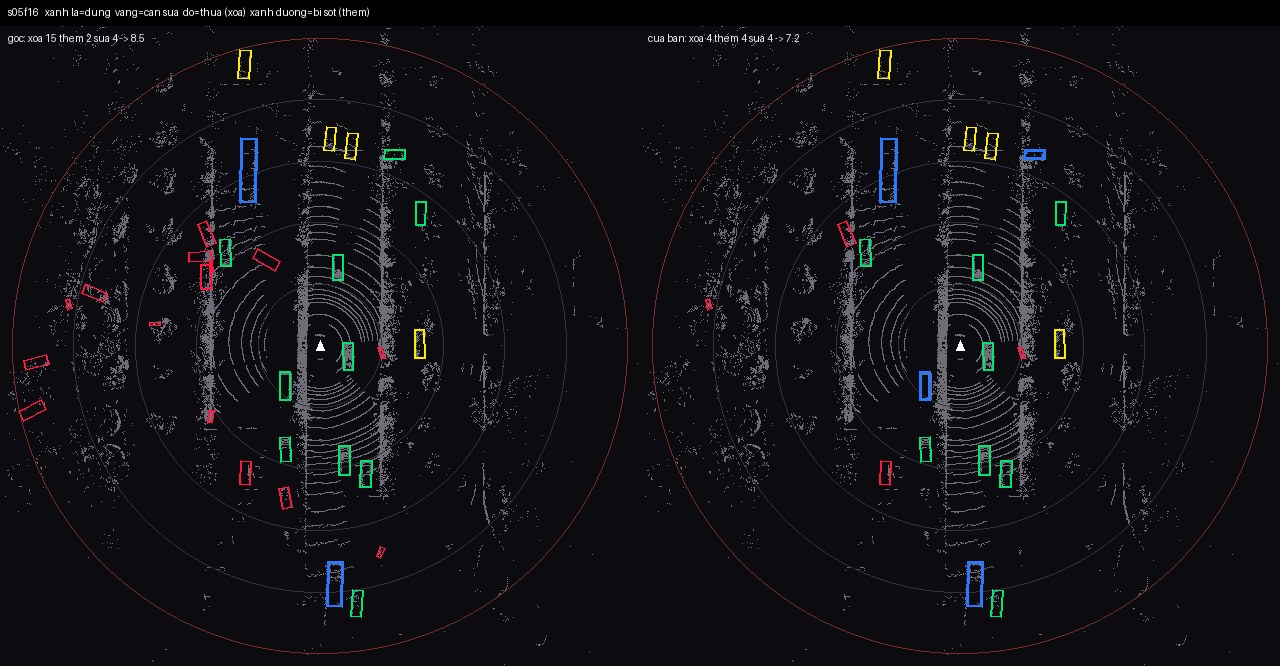 s05f16 xanh la=dung vang=can sua do=thua (xoa) xanh duong=bi sot (them)
goc: xoa 15 them 2 sua 4 -> 8.5
cua ban: xoa 4 them 4 sua 4 -> 7.2